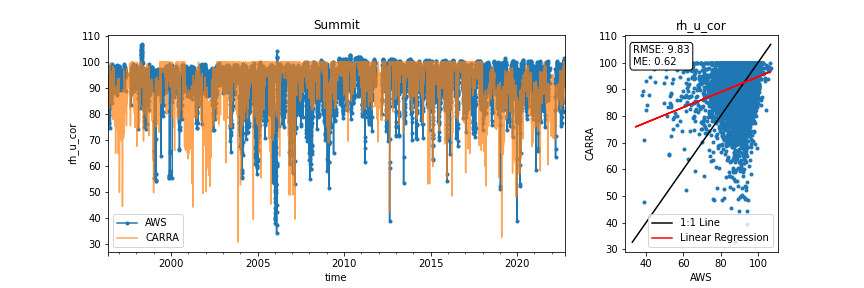 Summit
rh_u_cor
110
100
90
80
70
60
50
40
30
rh_u_cor
AWS
CARRA
2000
2005
2010
2015
2020
time
rh_u_cor
110
100
90
80
70
60
50
40
30
CARRA
RMSE: 9.83
ME: 0.62
1:1 Line
Linear Regression
40
60
80
100
AWS